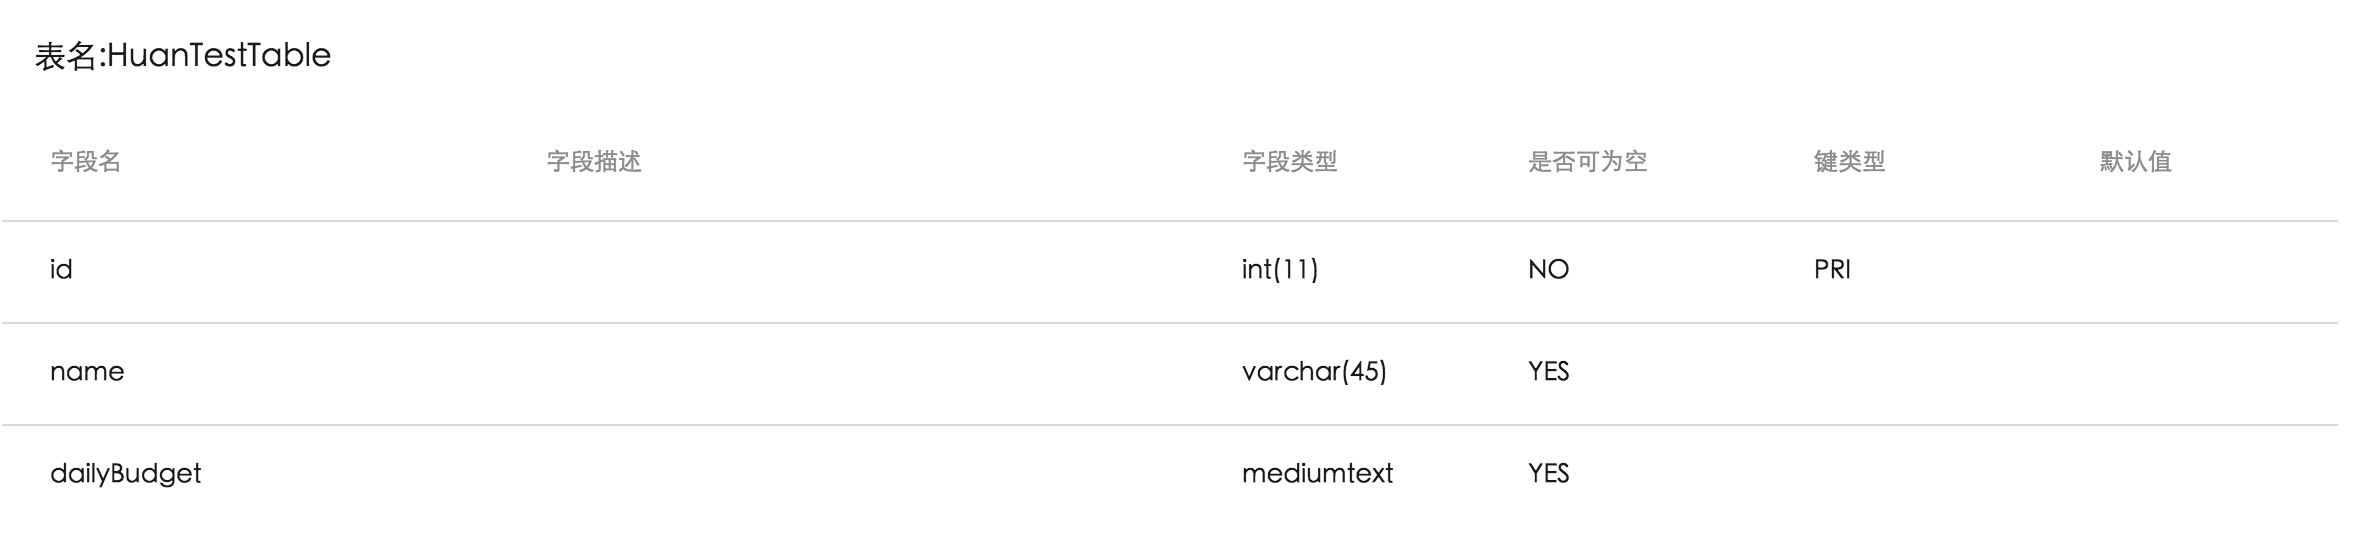 表名:HuanTestTable
字段名 字段描述 字段类型 是否可为空 键类型 默认值
id int(11) NO PRI
name varchar(45) YES
dailyBudget mediumtext YES